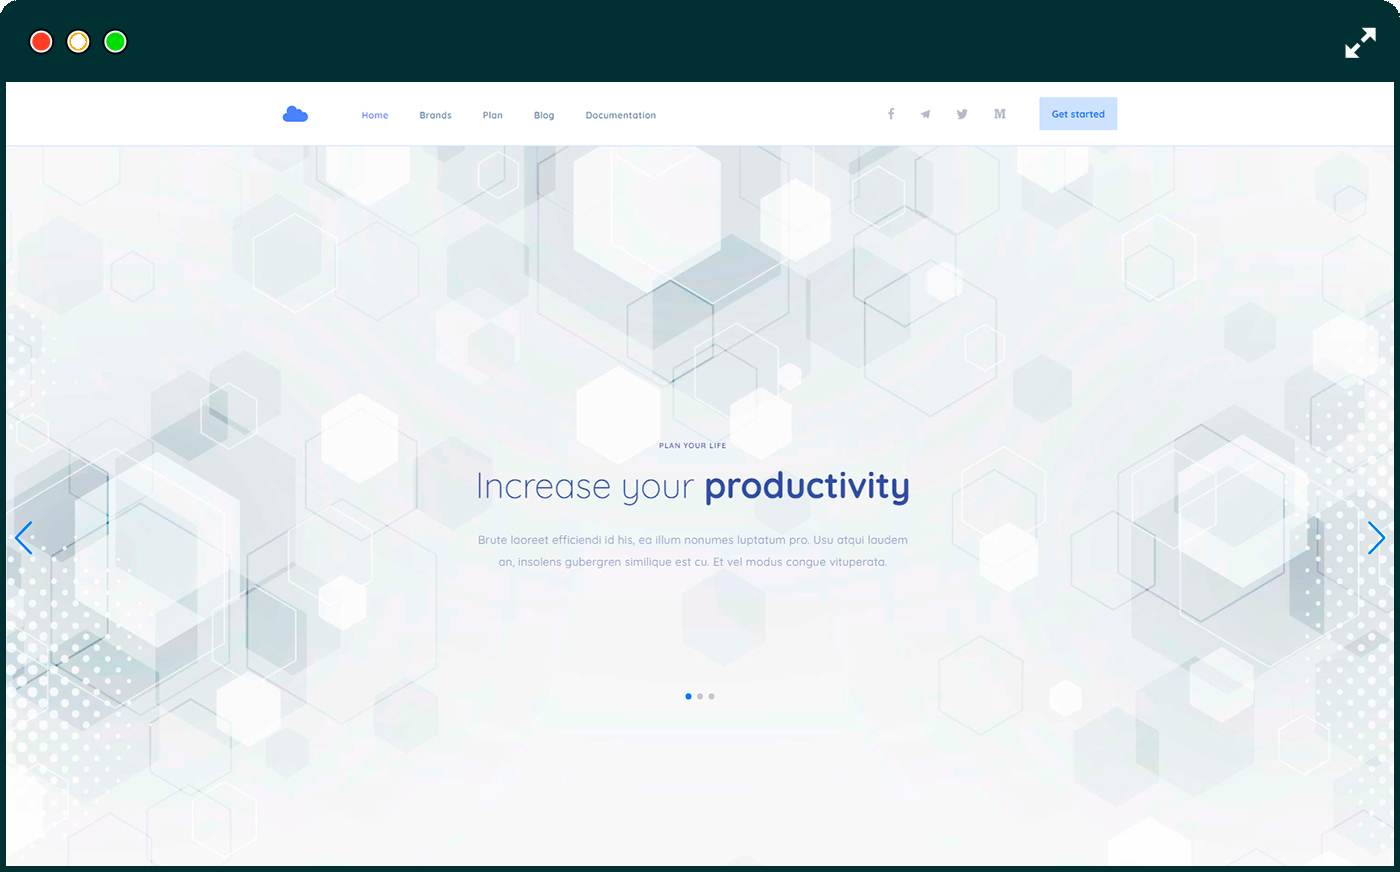 Home Brands Plan Blog Documentation Get started
PLAN YOUR LIFE
Increase your productivity
Brute laoreet efficiendi id his, ea illum nonumes luptatum pro. Usu atqui laudem
an, insolens gubergren similique est cu. Et vel modus congue vituperata.